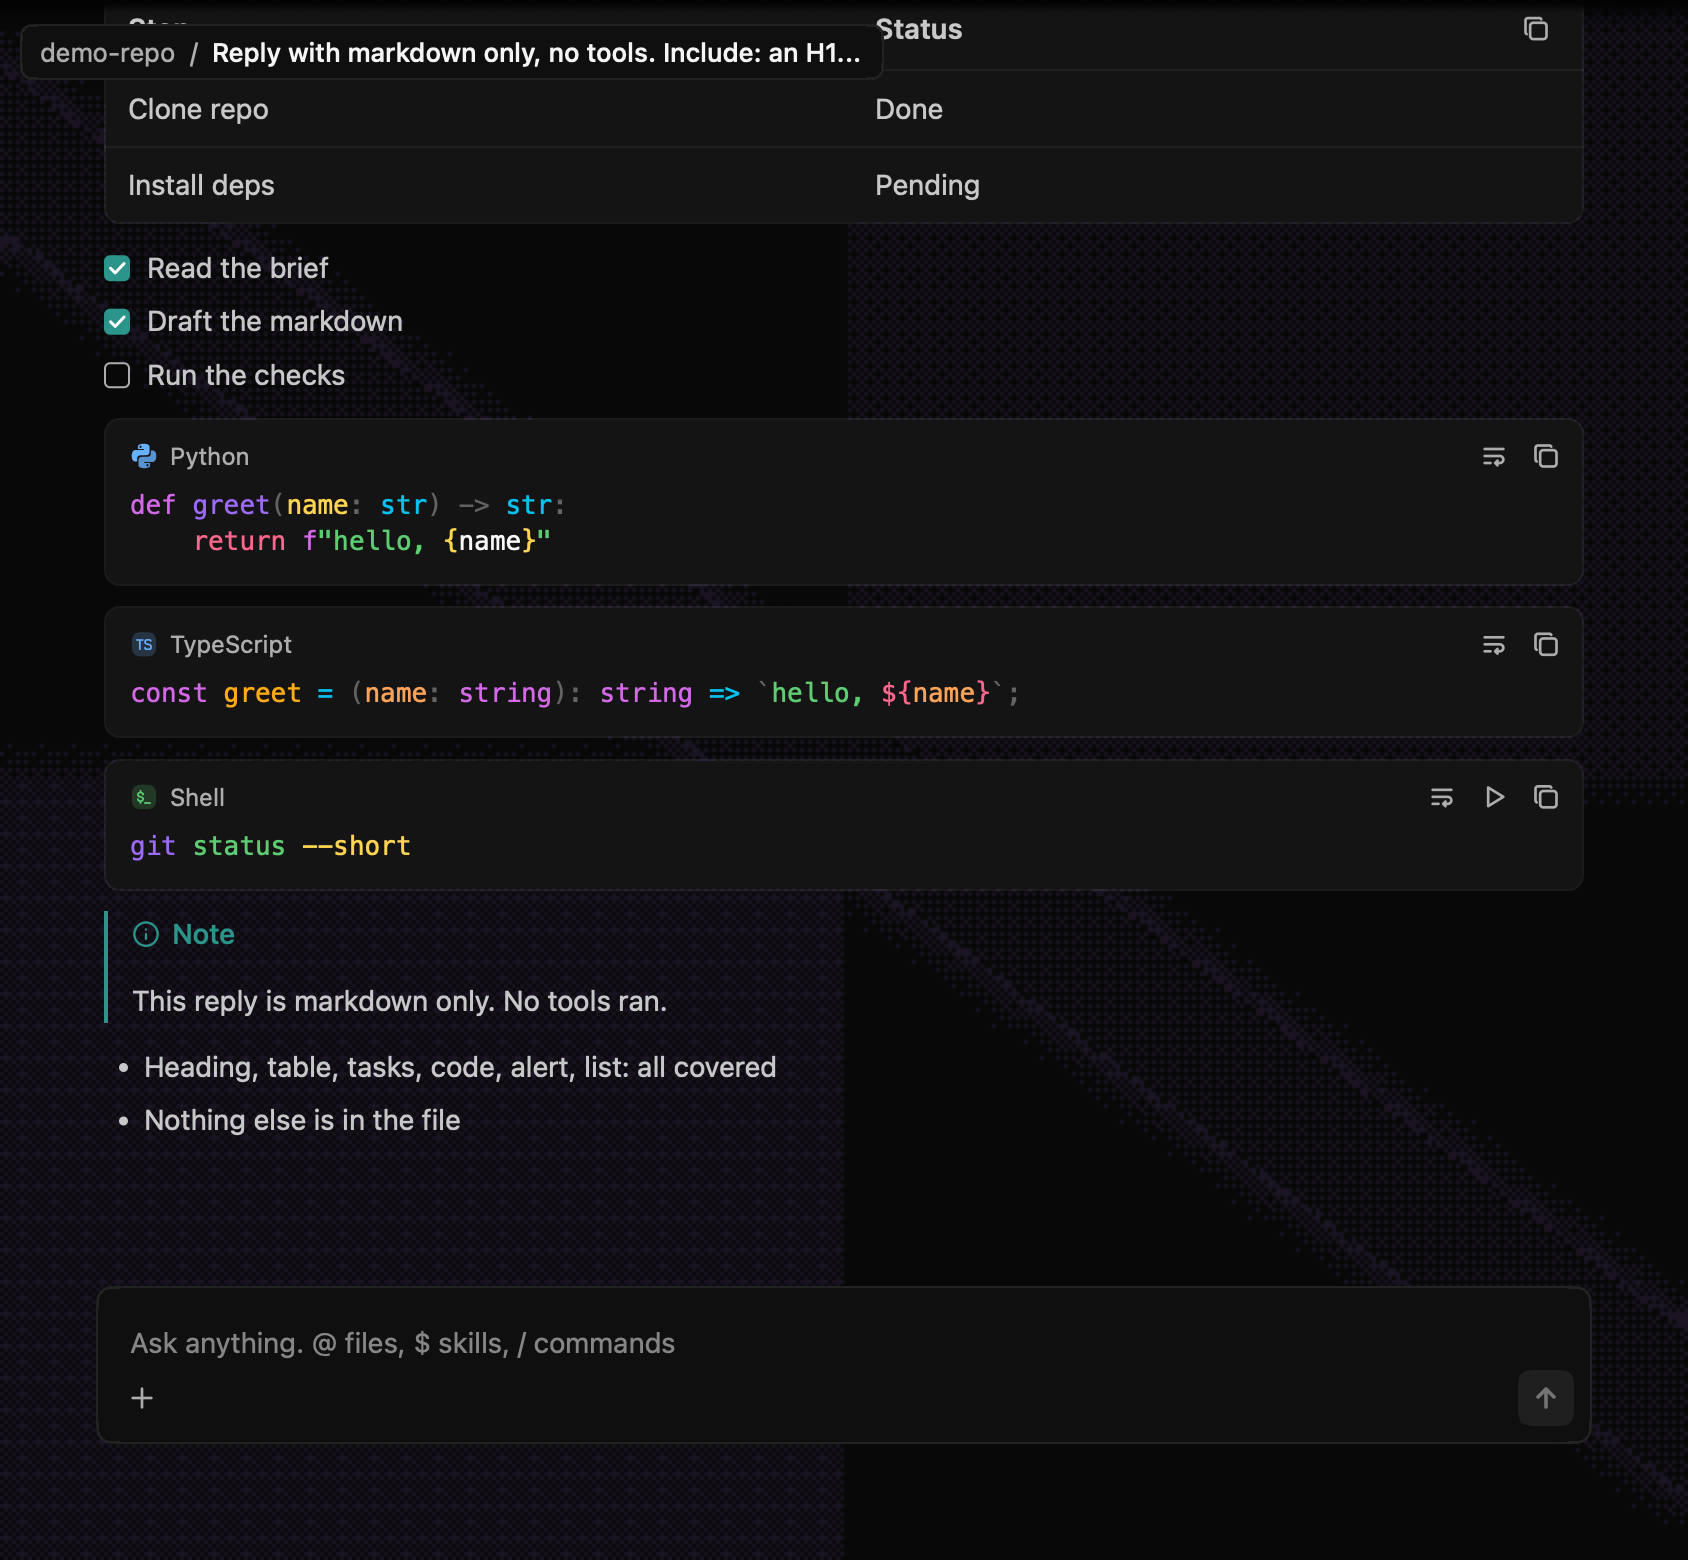 Status
demo-repo / Reply with markdown only, no tools. Include: an H1...
Clone repo Done
Install deps Pending
Read the brief
Draft the markdown
Run the checks
Python
def greet(name: str) -> str:
    return f"hello, {name}"
TS TypeScript
const greet = (name: string): string => `hello, ${name}`;
$_ Shell
git status --short
Note
This reply is markdown only. No tools ran.
• Heading, table, tasks, code, alert, list: all covered
• Nothing else is in the file
Ask anything. @ files, $ skills, / commands